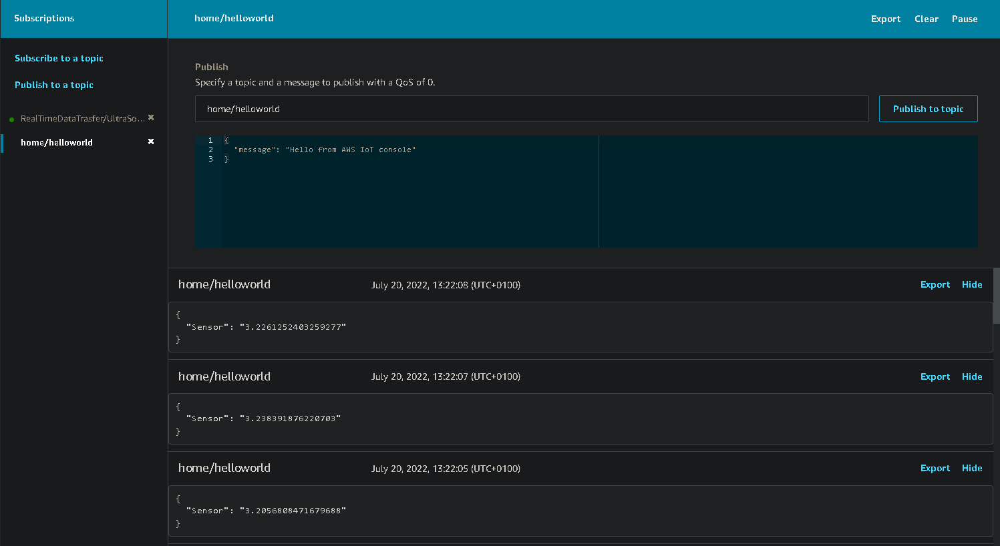 Subscriptions
home/helloworld
Export Clear Pause
Subscribe to a topic
Publish to a topic
RealTimeDataTrasfer/UltraSo... ×
home/helloworld ×
Publish
Specify a topic and a message to publish with a QoS of 0.
home/helloworld
Publish to topic
1 {
2 "message": "Hello from AWS IoT console"
3 }
home/helloworld July 20, 2022, 13:22:08 (UTC+0100) Export Hide
{
"Sensor": "3.2261252403259277"
}
home/helloworld July 20, 2022, 13:22:07 (UTC+0100) Export Hide
{
"Sensor": "3.238391876220703"
}
home/helloworld July 20, 2022, 13:22:05 (UTC+0100) Export Hide
{
"Sensor": "3.2056808471679688"
}